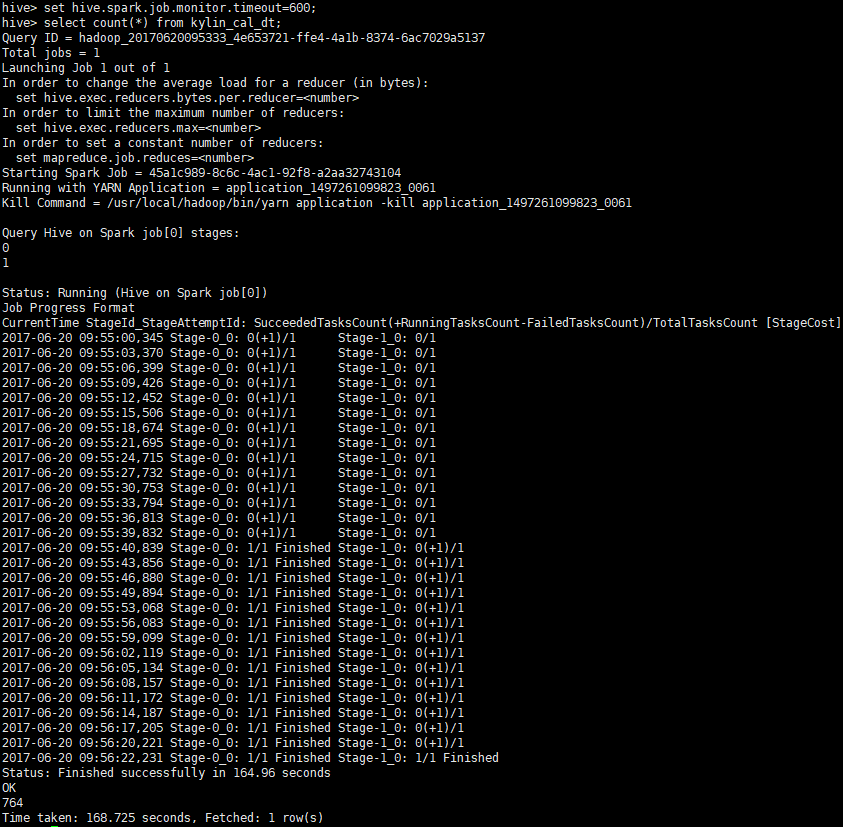 hive> set hive.spark.job.monitor.timeout=600;
hive> select count(*) from kylin_cal_dt;
Query ID = hadoop_20170620095333_4e653721-ffe4-4a1b-8374-6ac7029a5137
Total jobs = 1
Launching Job 1 out of 1
In order to change the average load for a reducer (in bytes):
  set hive.exec.reducers.bytes.per.reducer=<number>
In order to limit the maximum number of reducers:
  set hive.exec.reducers.max=<number>
In order to set a constant number of reducers:
  set mapreduce.job.reduces=<number>
Starting Spark Job = 45a1c989-8c6c-4ac1-92f8-a2aa32743104
Running with YARN Application = application_1497261099823_0061
Kill Command = /usr/local/hadoop/bin/yarn application -kill application_1497261099823_0061

Query Hive on Spark job[0] stages:
0
1

Status: Running (Hive on Spark job[0])
Job Progress Format
CurrentTime StageId_StageAttemptId: SucceededTasksCount(+RunningTasksCount-FailedTasksCount)/TotalTasksCount [StageCost]
2017-06-20 09:55:00,345 Stage-0_0: 0(+1)/1      Stage-1_0: 0/1
2017-06-20 09:55:03,370 Stage-0_0: 0(+1)/1      Stage-1_0: 0/1
2017-06-20 09:55:06,399 Stage-0_0: 0(+1)/1      Stage-1_0: 0/1
2017-06-20 09:55:09,426 Stage-0_0: 0(+1)/1      Stage-1_0: 0/1
2017-06-20 09:55:12,452 Stage-0_0: 0(+1)/1      Stage-1_0: 0/1
2017-06-20 09:55:15,506 Stage-0_0: 0(+1)/1      Stage-1_0: 0/1
2017-06-20 09:55:18,674 Stage-0_0: 0(+1)/1      Stage-1_0: 0/1
2017-06-20 09:55:21,695 Stage-0_0: 0(+1)/1      Stage-1_0: 0/1
2017-06-20 09:55:24,715 Stage-0_0: 0(+1)/1      Stage-1_0: 0/1
2017-06-20 09:55:27,732 Stage-0_0: 0(+1)/1      Stage-1_0: 0/1
2017-06-20 09:55:30,753 Stage-0_0: 0(+1)/1      Stage-1_0: 0/1
2017-06-20 09:55:33,794 Stage-0_0: 0(+1)/1      Stage-1_0: 0/1
2017-06-20 09:55:36,813 Stage-0_0: 0(+1)/1      Stage-1_0: 0/1
2017-06-20 09:55:39,832 Stage-0_0: 0(+1)/1      Stage-1_0: 0/1
2017-06-20 09:55:40,839 Stage-0_0: 1/1 Finished Stage-1_0: 0(+1)/1
2017-06-20 09:55:43,856 Stage-0_0: 1/1 Finished Stage-1_0: 0(+1)/1
2017-06-20 09:55:46,880 Stage-0_0: 1/1 Finished Stage-1_0: 0(+1)/1
2017-06-20 09:55:49,894 Stage-0_0: 1/1 Finished Stage-1_0: 0(+1)/1
2017-06-20 09:55:53,068 Stage-0_0: 1/1 Finished Stage-1_0: 0(+1)/1
2017-06-20 09:55:56,083 Stage-0_0: 1/1 Finished Stage-1_0: 0(+1)/1
2017-06-20 09:55:59,099 Stage-0_0: 1/1 Finished Stage-1_0: 0(+1)/1
2017-06-20 09:56:02,119 Stage-0_0: 1/1 Finished Stage-1_0: 0(+1)/1
2017-06-20 09:56:05,134 Stage-0_0: 1/1 Finished Stage-1_0: 0(+1)/1
2017-06-20 09:56:08,157 Stage-0_0: 1/1 Finished Stage-1_0: 0(+1)/1
2017-06-20 09:56:11,172 Stage-0_0: 1/1 Finished Stage-1_0: 0(+1)/1
2017-06-20 09:56:14,187 Stage-0_0: 1/1 Finished Stage-1_0: 0(+1)/1
2017-06-20 09:56:17,205 Stage-0_0: 1/1 Finished Stage-1_0: 0(+1)/1
2017-06-20 09:56:20,221 Stage-0_0: 1/1 Finished Stage-1_0: 0(+1)/1
2017-06-20 09:56:22,231 Stage-0_0: 1/1 Finished Stage-1_0: 1/1 Finished
Status: Finished successfully in 164.96 seconds
OK
764
Time taken: 168.725 seconds, Fetched: 1 row(s)